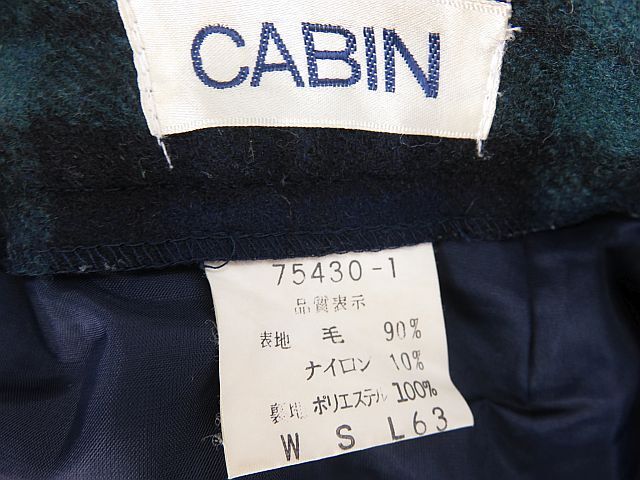 CABIN
75430-1
品質表示
表地 毛 90%
ナイロン 10%
裏地 ポリエステル 100%
W S L63